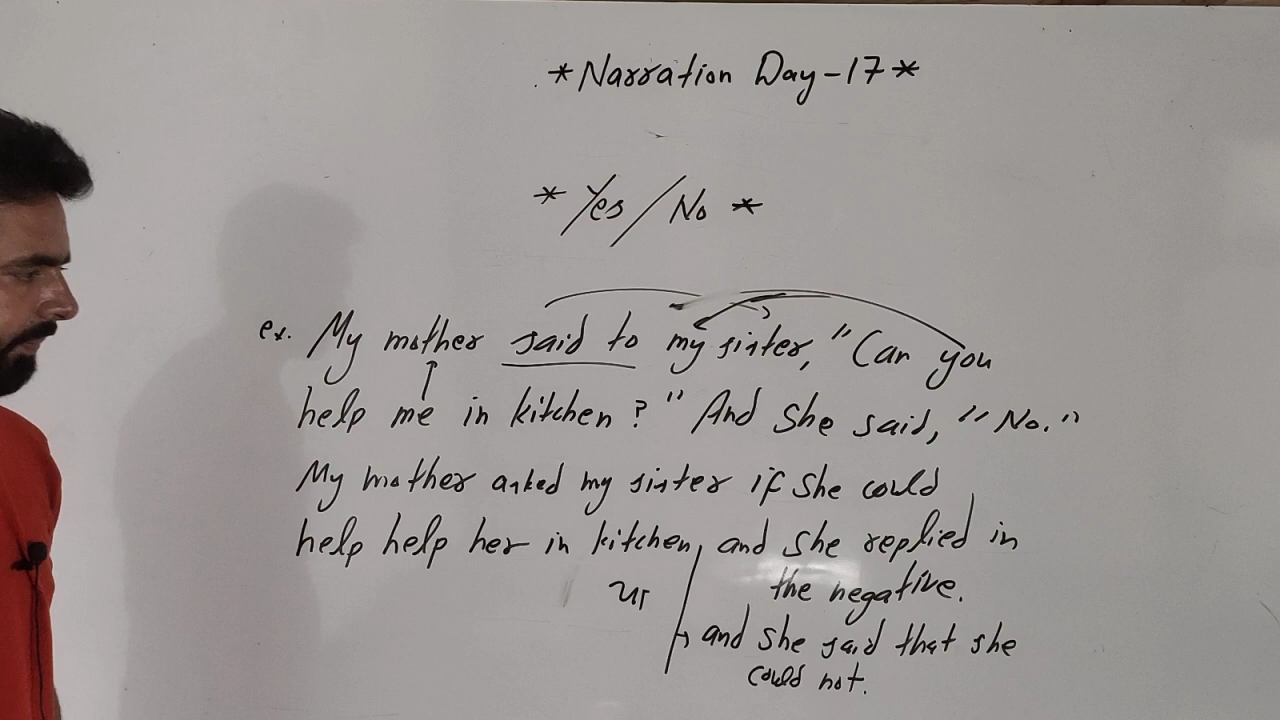 *Narration Day-17*
*Yes/No*
ex. My mother said to my sister, "Can you
help me in kitchen?" And she said, "No."
My mother asked my sister if she could
help help her in kitchen, and she replied in
the negative.
या
and she said that she
could not.